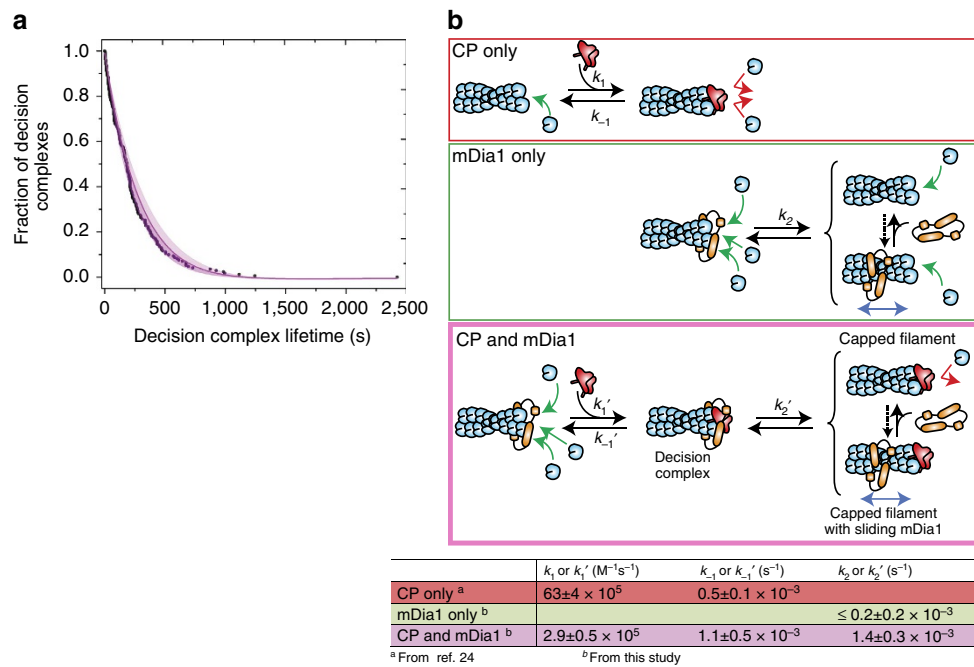 a
Fraction of decision
complexes
1.0
0.8
0.6
0.4
0.2
0.0
0
500
1,000
1,500
2,000
2,500
Decision complex lifetime (s)
b
CP only
k1
k–1
mDia1 only
k2
CP and mDia1
k1′
k–1′
Decision
complex
k2′
Capped filament
Capped filament
with sliding mDia1
k1 or k1′ (M−1s−1) k−1 or k−1′ (s−1) k2 or k2′ (s−1)
CP only a 63±4 × 10⁵ 0.5±0.1 × 10⁻³
mDia1 only b ≤ 0.2±0.2 × 10⁻³
CP and mDia1 b 2.9±0.5 × 10⁵ 1.1±0.5 × 10⁻³ 1.4±0.3 × 10⁻³
a From ref. 24 b From this study